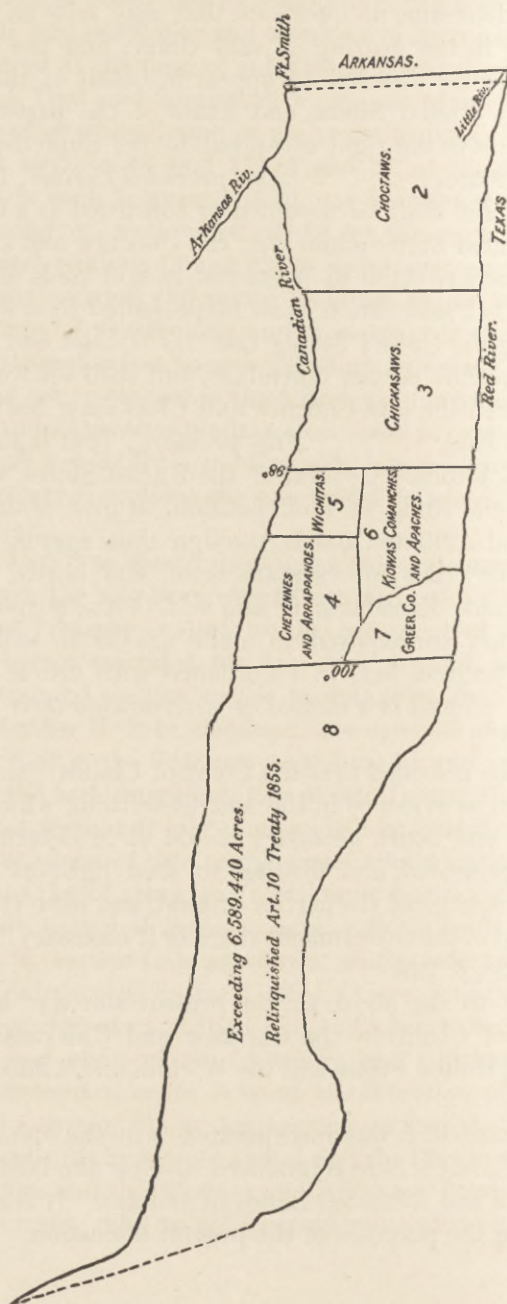 Ft. Smith
ARKANSAS.
Arkansas Riv.
Little Riv.
CHOCTAWS.
2
TEXAS
Canadian River
CHICKASAWS.
3
Red River.
98°
WICHITAS.
5
6
KIOWAS COMANCHES,
AND APACHES.
CHEYENNES
AND ARRAPPAHOES.
4
7
GREER CO.
100°
8
Exceeding 6.589.440 Acres.
Relinquished Art. 10 Treaty 1855.